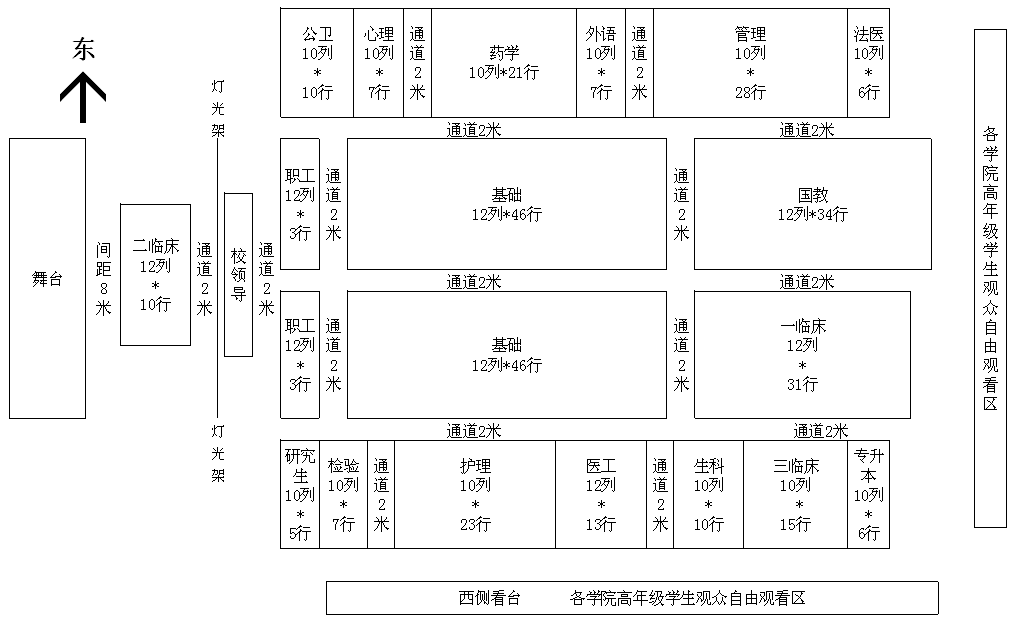 东
舞台
间距8米
二临床
12列
*
10行
通道2米
灯光架
灯光架
校领导
通道2米
公卫
10列
*
10行
心理
10列
*
7行
通道2米
药学
10列*21行
外语
10列
*
7行
通道2米
管理
10列
*
28行
法医
10列
*
6行
通道2米
通道2米
职工
12列
*
3行
通道2米
基础
12列*46行
通道2米
国教
12列*34行
通道2米
通道2米
职工
12列
*
3行
通道2米
基础
12列*46行
通道2米
一临床
12列
*
31行
通道2米
通道2米
研究
生
10列
*
5行
检验
10列
*
7行
通道2米
护理
10列
*
23行
医工
12列
*
13行
通道2米
生科
10列
*
10行
三临床
10列
*
15行
专升
本
10列
*
6行
各学院高年级学生观众自由观看区
西侧看台 各学院高年级学生观众自由观看区